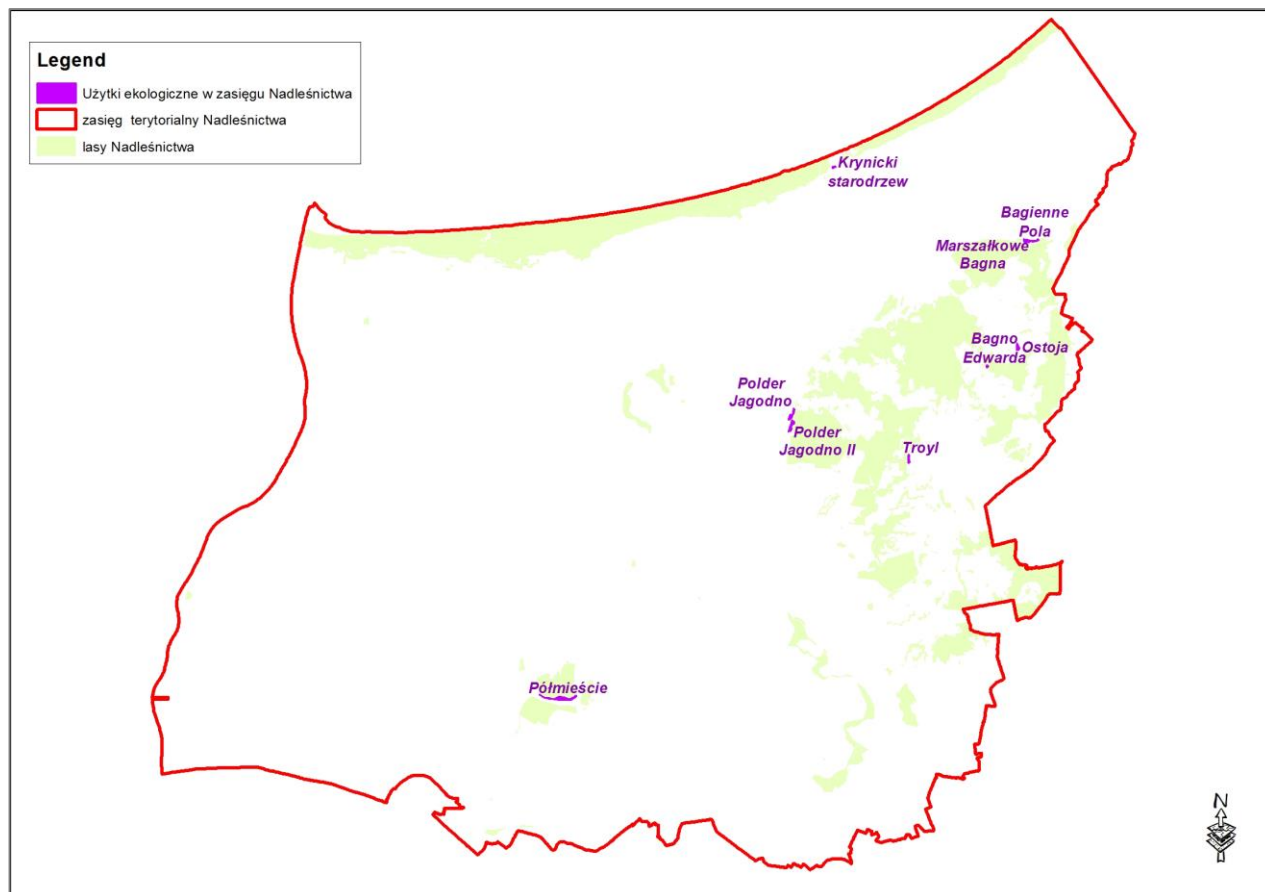 Legend
Użytki ekologiczne w zasięgu Nadleśnictwa
zasięg terytorialny Nadleśnictwa
lasy Nadleśnictwa
Krynicki
starodrzew
Bagienne
Pola
Marszałkowe
Bagna
Bagno
Edwarda
Ostoja
Polder
Jagodno
Polder
Jagodno II
Troyl
Półmieście
N